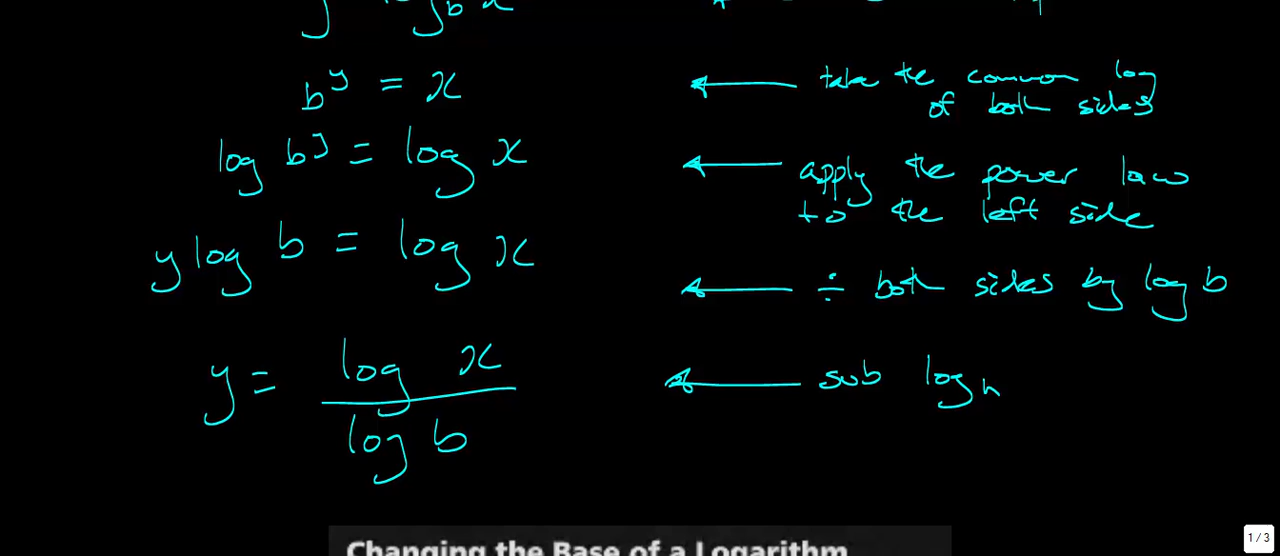 b^y = x ← take the common log
of both sides
log b^y = log x ← apply the power law
to the left side
y log b = log x
← ÷ both sides by log b
y = log x / log b ← sub log
Changing the Base of a Logarithm
1 / 3